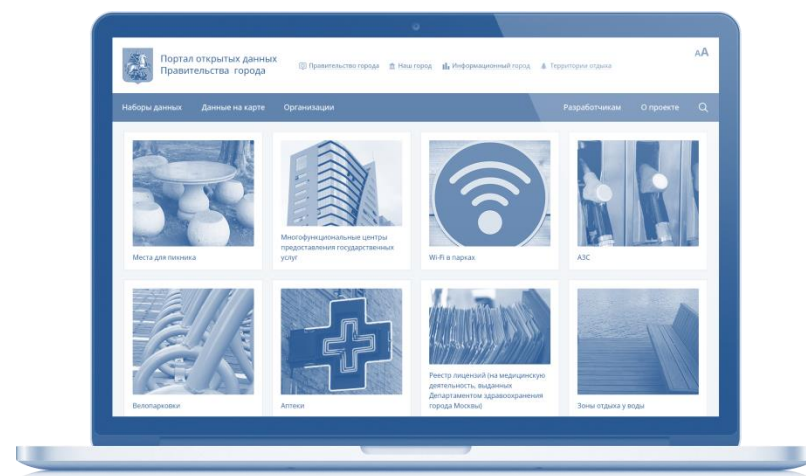 Портал открытых данных
Правительства города
Правительство города Наш город Информационный город Территории отдыха
АА
Наборы данных Данные на карте Организации Разработчикам О проекте
Места для пикника
Многофункциональные центры
предоставления государственных
услуг
Wi-Fi в парках
АЗС
Велопарковки
Аптеки
Реестр лицензий (на медицинскую
деятельность, выданных
Департаментом здравоохранения
города Москвы)
Зоны отдыха у воды